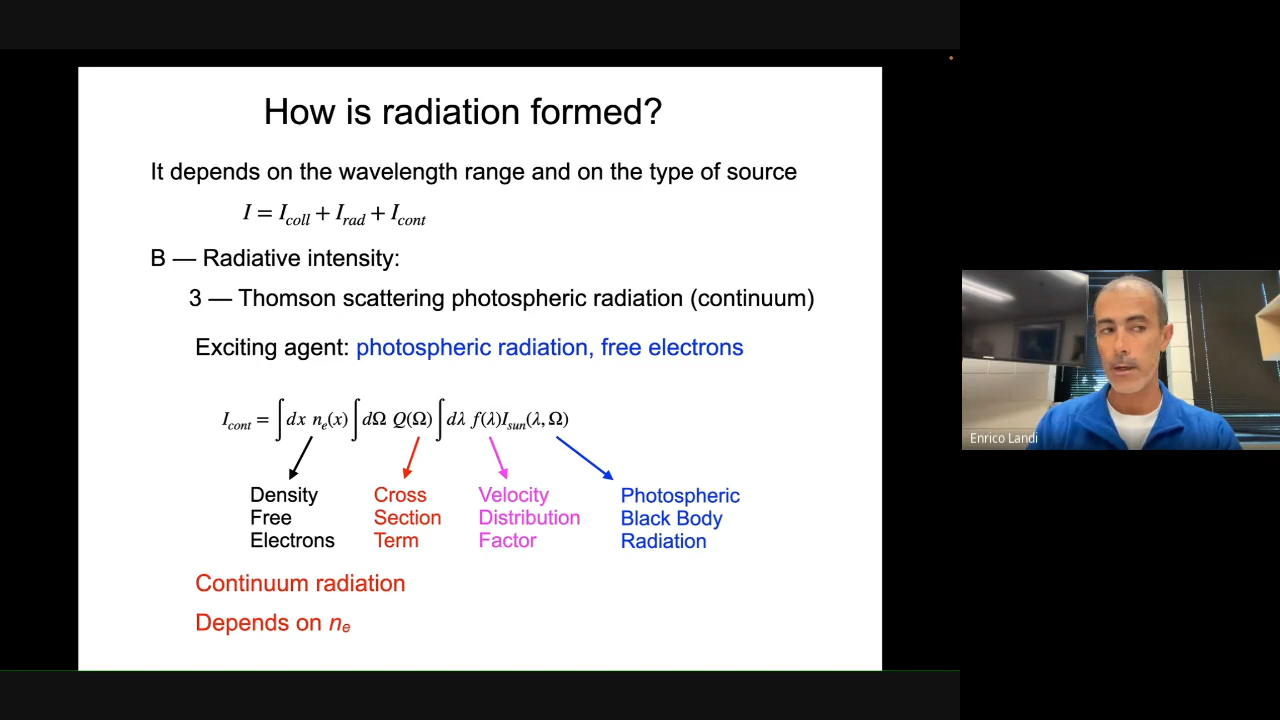 How is radiation formed?
It depends on the wavelength range and on the type of source
I = I_coll + I_rad + I_cont
B — Radiative intensity:
3 — Thomson scattering photospheric radiation (continuum)
Exciting agent: photospheric radiation, free electrons
I_cont = ∫dx n_e(x) ∫dΩ Q(Ω) ∫dλ f(λ)I_sun(λ, Ω)
Density
Free
Electrons
Cross
Section
Term
Velocity
Distribution
Factor
Photospheric
Black Body
Radiation
Continuum radiation
Depends on n_e
Enrico Landi